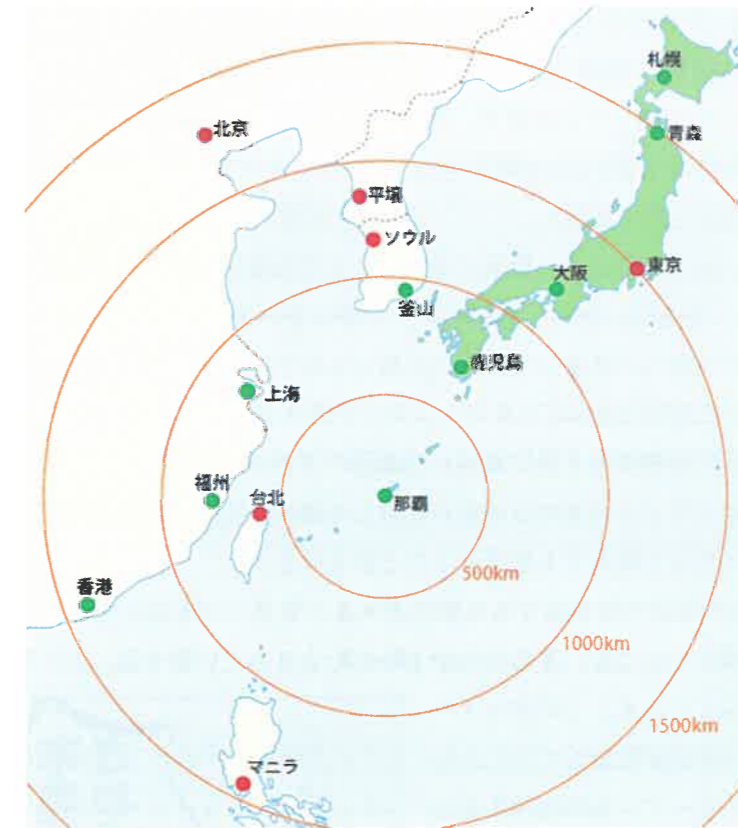 札幌
青森
北京
平壌
ソウル
東京
大阪
釜山
鹿児島
上海
福州
台北
那覇
500km
香港
1000km
1500km
マニラ